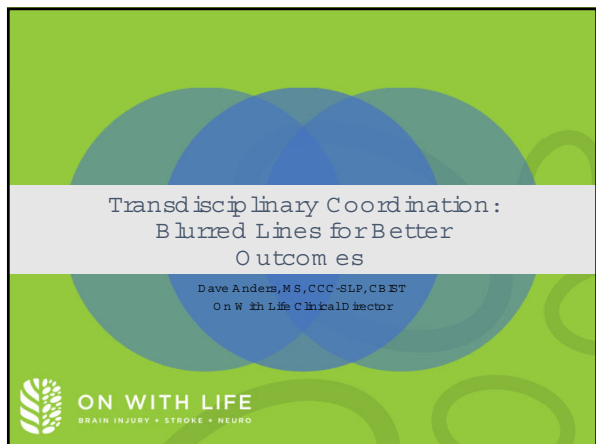 Transdisciplinary Coordination:
Blurred Lines for Better
Outcomes
Dave Anders, MS, CCC-SLP, CBIST
On With Life Clinical Director
ON WITH LIFE
BRAIN INJURY + STROKE + NEURO